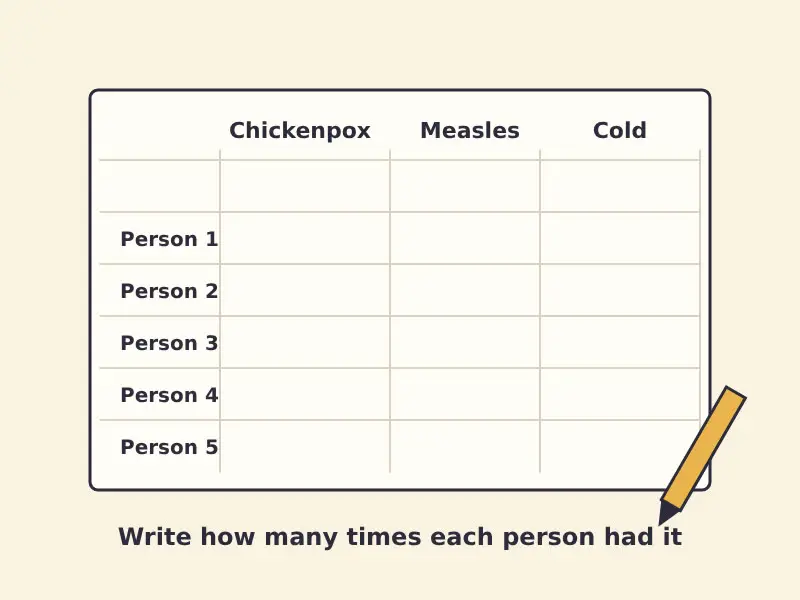 Chickenpox Measles Cold
Person 1
Person 2
Person 3
Person 4
Person 5
Write how many times each person had it